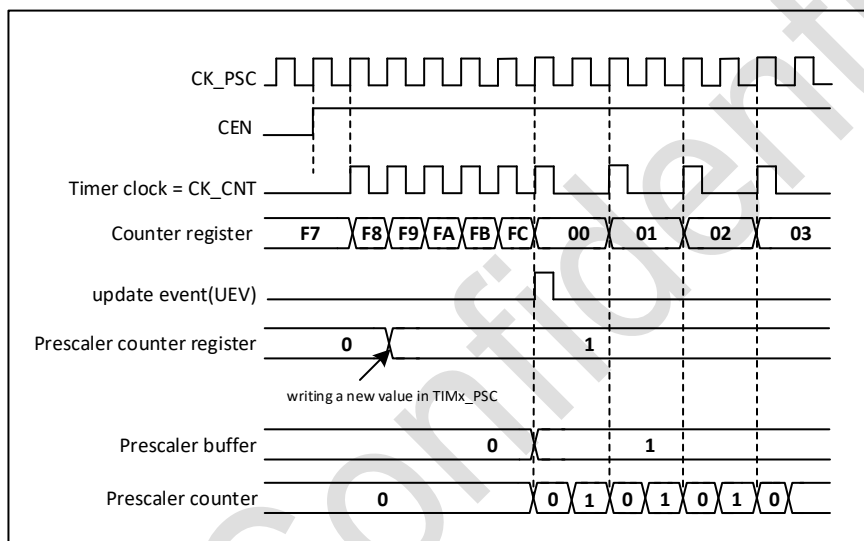 CK_PSC
CEN
Timer clock = CK_CNT
Counter register F7 F8 F9 FA FB FC 00 01 02 03
update event(UEV)
Prescaler counter register 0 1
writing a new value in TIMx_PSC
Prescaler buffer 0 1
Prescaler counter 0 0 1 0 1 0 1 0
Confidenti